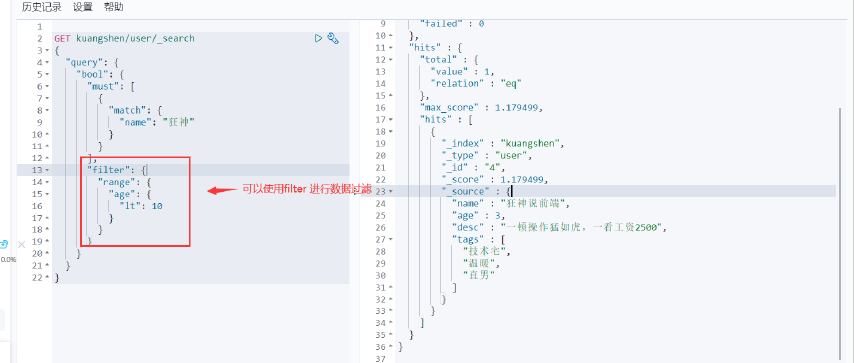 历史记录 设置 帮助
1
2 GET kuangshen/user/_search
3 {
4 "query": {
5 "bool": {
6 "must": [
7 {
8 "match": {
9 "name": "狂神"
10 }
11 }
12 ],
13 "filter": {
14 "range": {
15 "age": {
16 "lt": 10
17 }
18 }
19 }
20 }
21 }
22 }
可以使用filter 进行数据过滤
0.0%
9 "failed" : 0
10 },
11 "hits" : {
12 "total" : {
13 "value" : 1,
14 "relation" : "eq"
15 },
16 "max_score" : 1.179499,
17 "hits" : [
18 {
19 "_index" : "kuangshen",
20 "_type" : "user",
21 "_id" : "4",
22 "_score" : 1.179499,
23 "_source" : {
24 "name" : "狂神说前端",
25 "age" : 3,
26 "desc" : "一顿操作猛如虎，一看工资2500",
27 "tags" : [
28 "技术宅",
29 "温暖",
30 "直男"
31 ]
32 }
33 }
34 ]
35 }
36 }
37